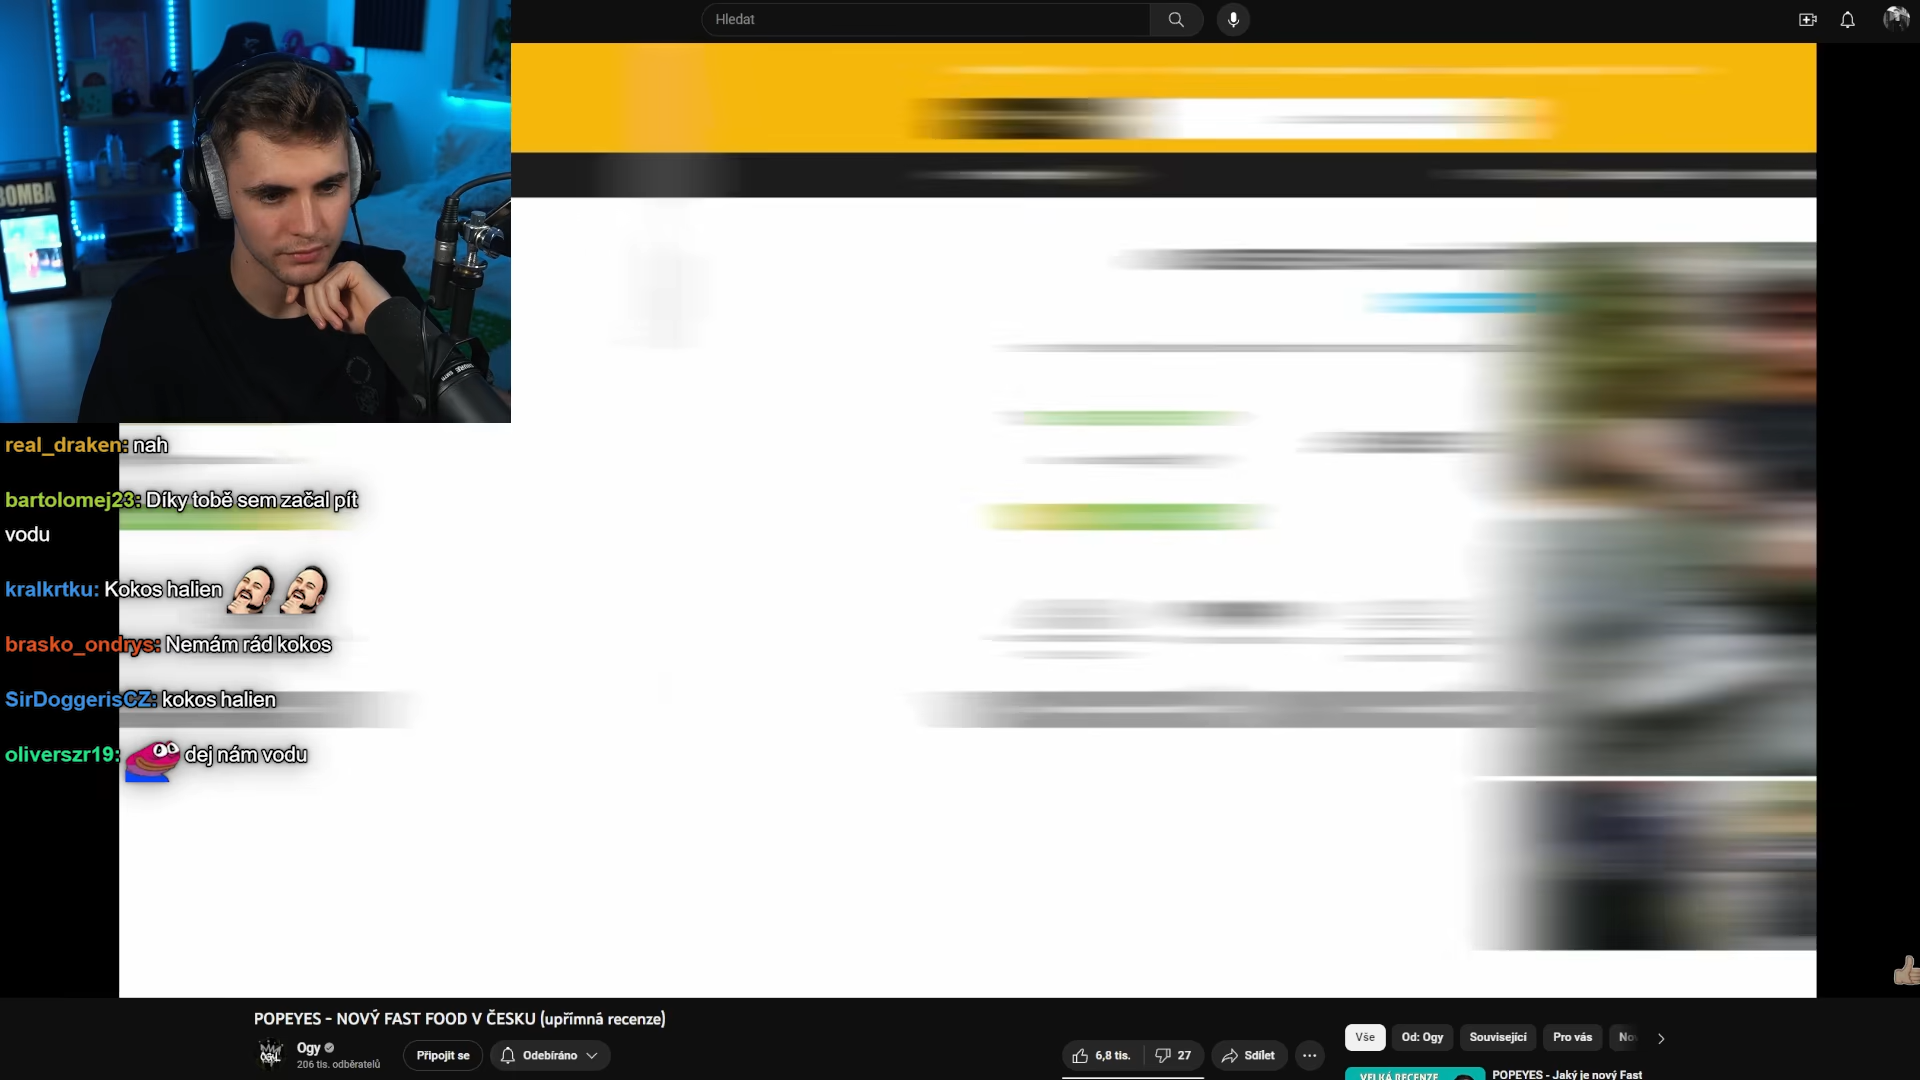 Hledat
BOMBA
real_draken: nah
bartolomej23: Díky tobě sem začal pít
vodu
kralkrtku: Kokos halien
brasko_ondrys: Nemám rád kokos
SirDoggerisCZ: kokos halien
oliverszr19: dej nám vodu
POPEYES - NOVÝ FAST FOOD V ČESKU (upřímná recenze)
Ogy
206 tis. odběratelů
Připojit se
Odebíráno
6,8 tis.
27
Sdílet
Vše
Od: Ogy
Související
Pro vás
VELKÁ RECENZE
POPEYES - Jaký je nový Fast